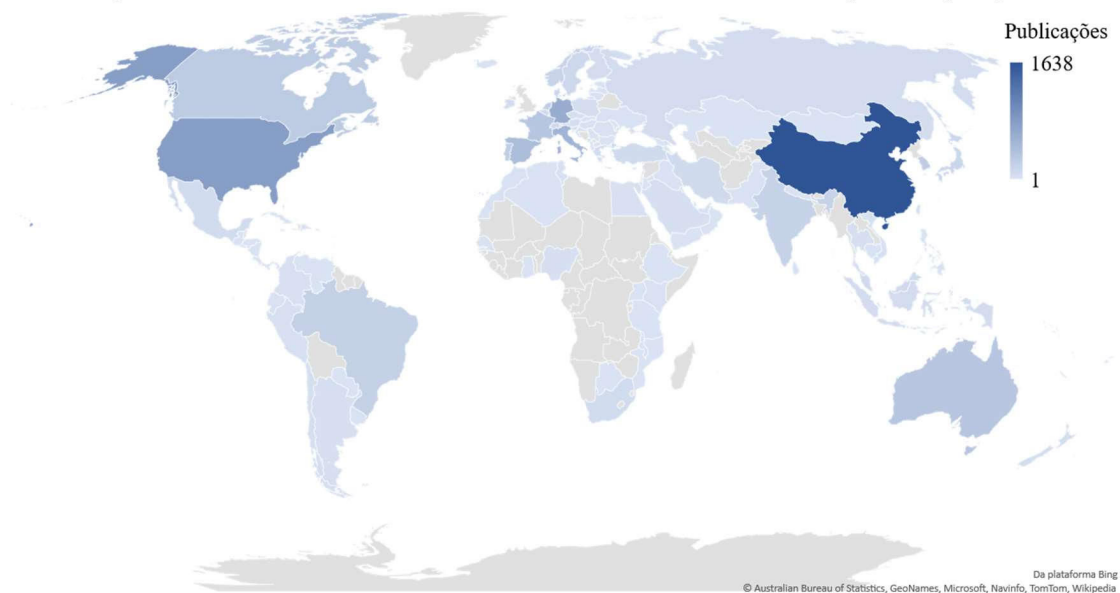 Publicações
1638
1
Da plataforma Bing
© Australian Bureau of Statistics, GeoNames, Microsoft, Navinfo, TomTom, Wikipedia